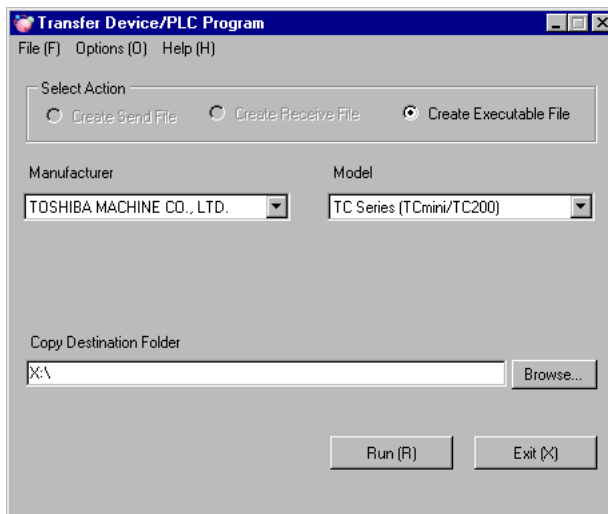 Transfer Device/PLC Program
File (F) Options (O) Help (H)
Select Action
Create Send File Create Receive File Create Executable File
Manufacturer Model
TOSHIBA MACHINE CO., LTD. TC Series (TCmini/TC200)
Copy Destination Folder
X:\ Browse...
Run (R) Exit (X)